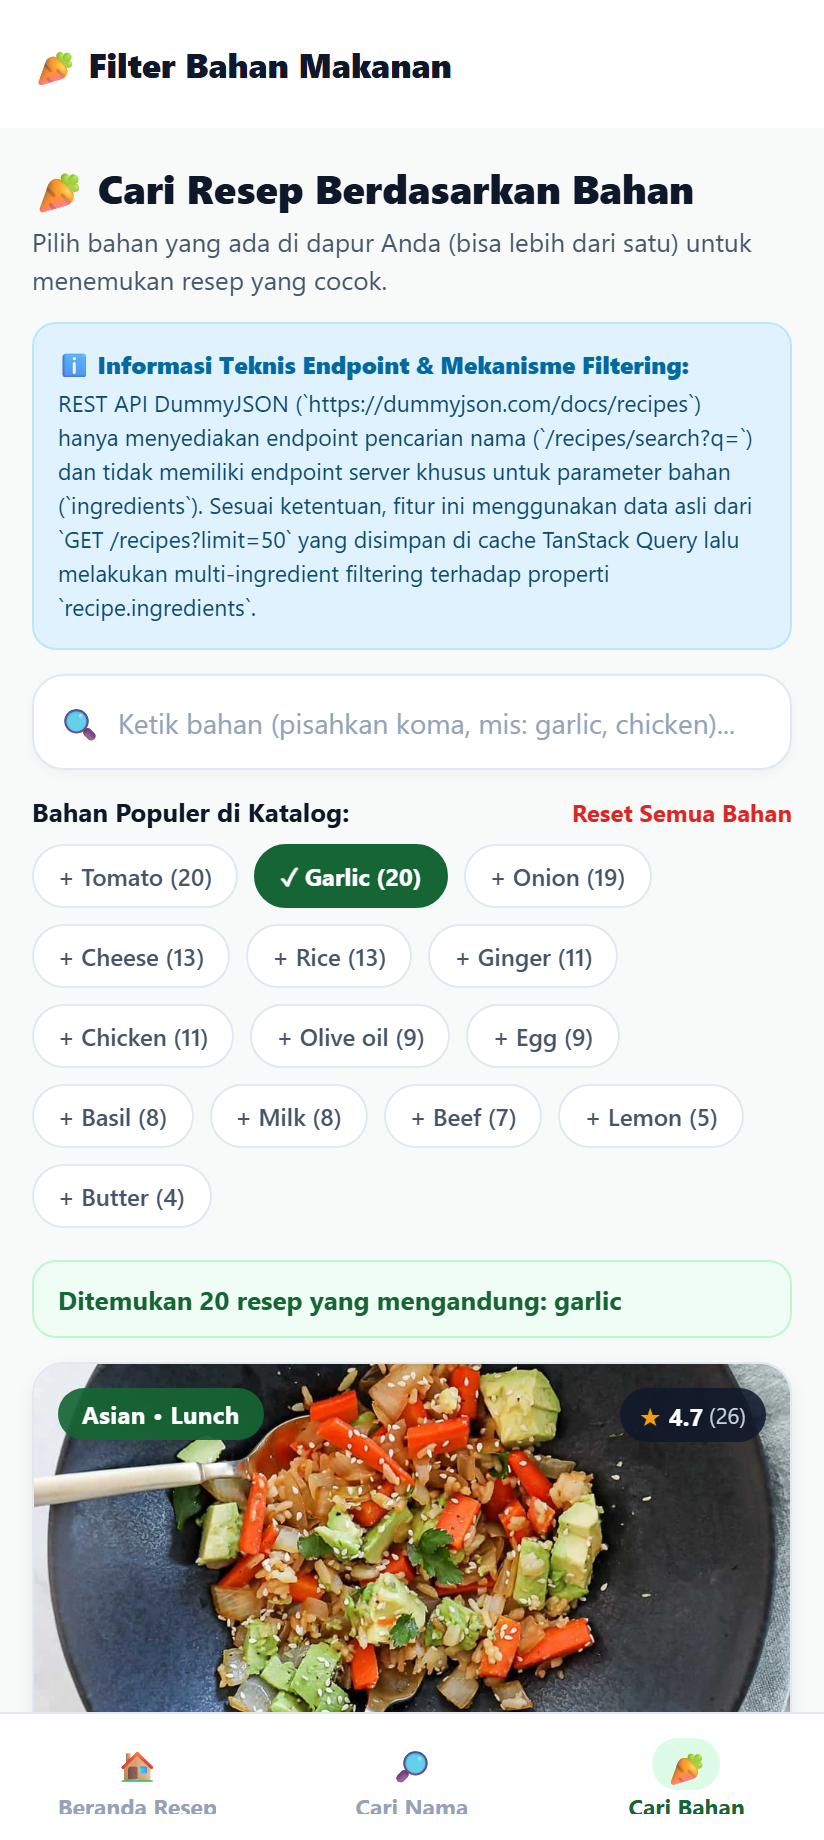 🥕 Filter Bahan Makanan
🥕 Cari Resep Berdasarkan Bahan
Pilih bahan yang ada di dapur Anda (bisa lebih dari satu) untuk
menemukan resep yang cocok.
ℹ️ Informasi Teknis Endpoint & Mekanisme Filtering:
REST API DummyJSON (`https://dummyjson.com/docs/recipes`)
hanya menyediakan endpoint pencarian nama (`/recipes/search?q=`)
dan tidak memiliki endpoint server khusus untuk parameter bahan
(`ingredients`). Sesuai ketentuan, fitur ini menggunakan data asli dari
`GET /recipes?limit=50` yang disimpan di cache TanStack Query lalu
melakukan multi-ingredient filtering terhadap properti
`recipe.ingredients`.
🔍 Ketik bahan (pisahkan koma, mis: garlic, chicken)...
Bahan Populer di Katalog: Reset Semua Bahan
+ Tomato (20) ✓ Garlic (20) + Onion (19)
+ Cheese (13) + Rice (13) + Ginger (11)
+ Chicken (11) + Olive oil (9) + Egg (9)
+ Basil (8) + Milk (8) + Beef (7) + Lemon (5)
+ Butter (4)
Ditemukan 20 resep yang mengandung: garlic
Asian • Lunch ★ 4.7 (26)
Beranda Resep Cari Nama Cari Bahan